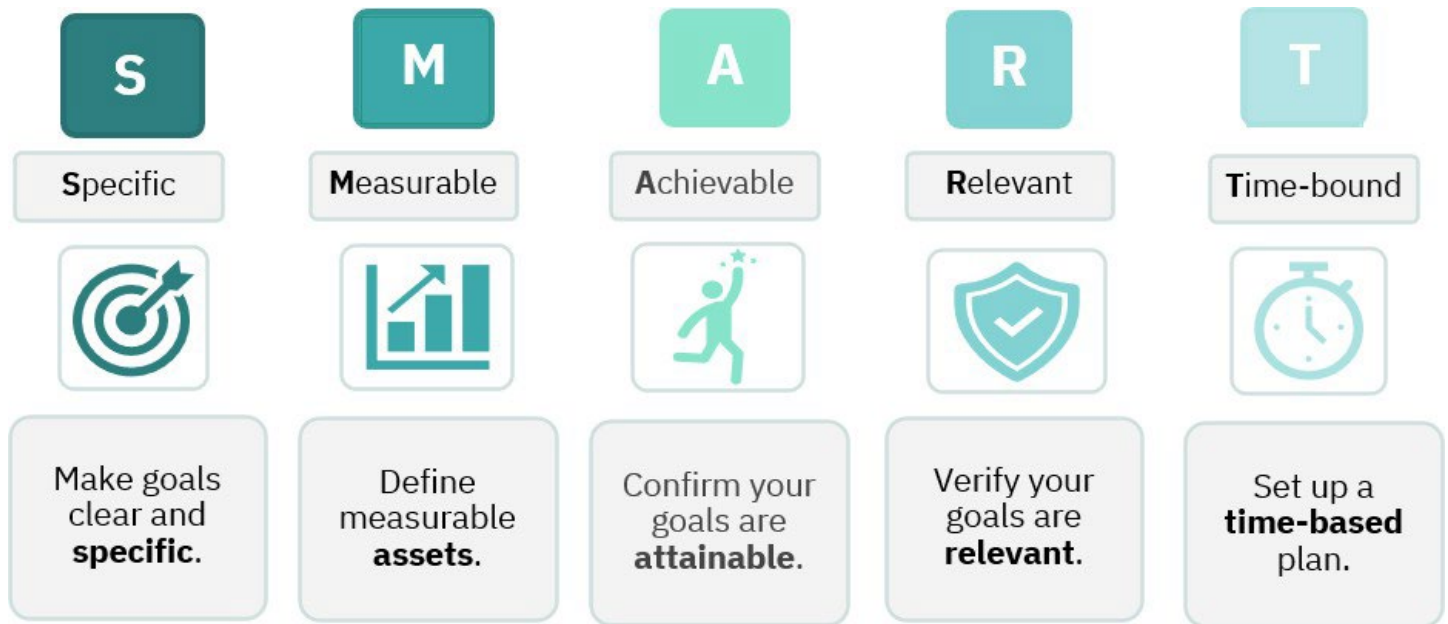 S
M
A
R
T
Specific
Measurable
Achievable
Relevant
Time-bound
Make goals
clear and
specific.
Define
measurable
assets.
Confirm your
goals are
attainable.
Verify your
goals are
relevant.
Set up a
time-based
plan.